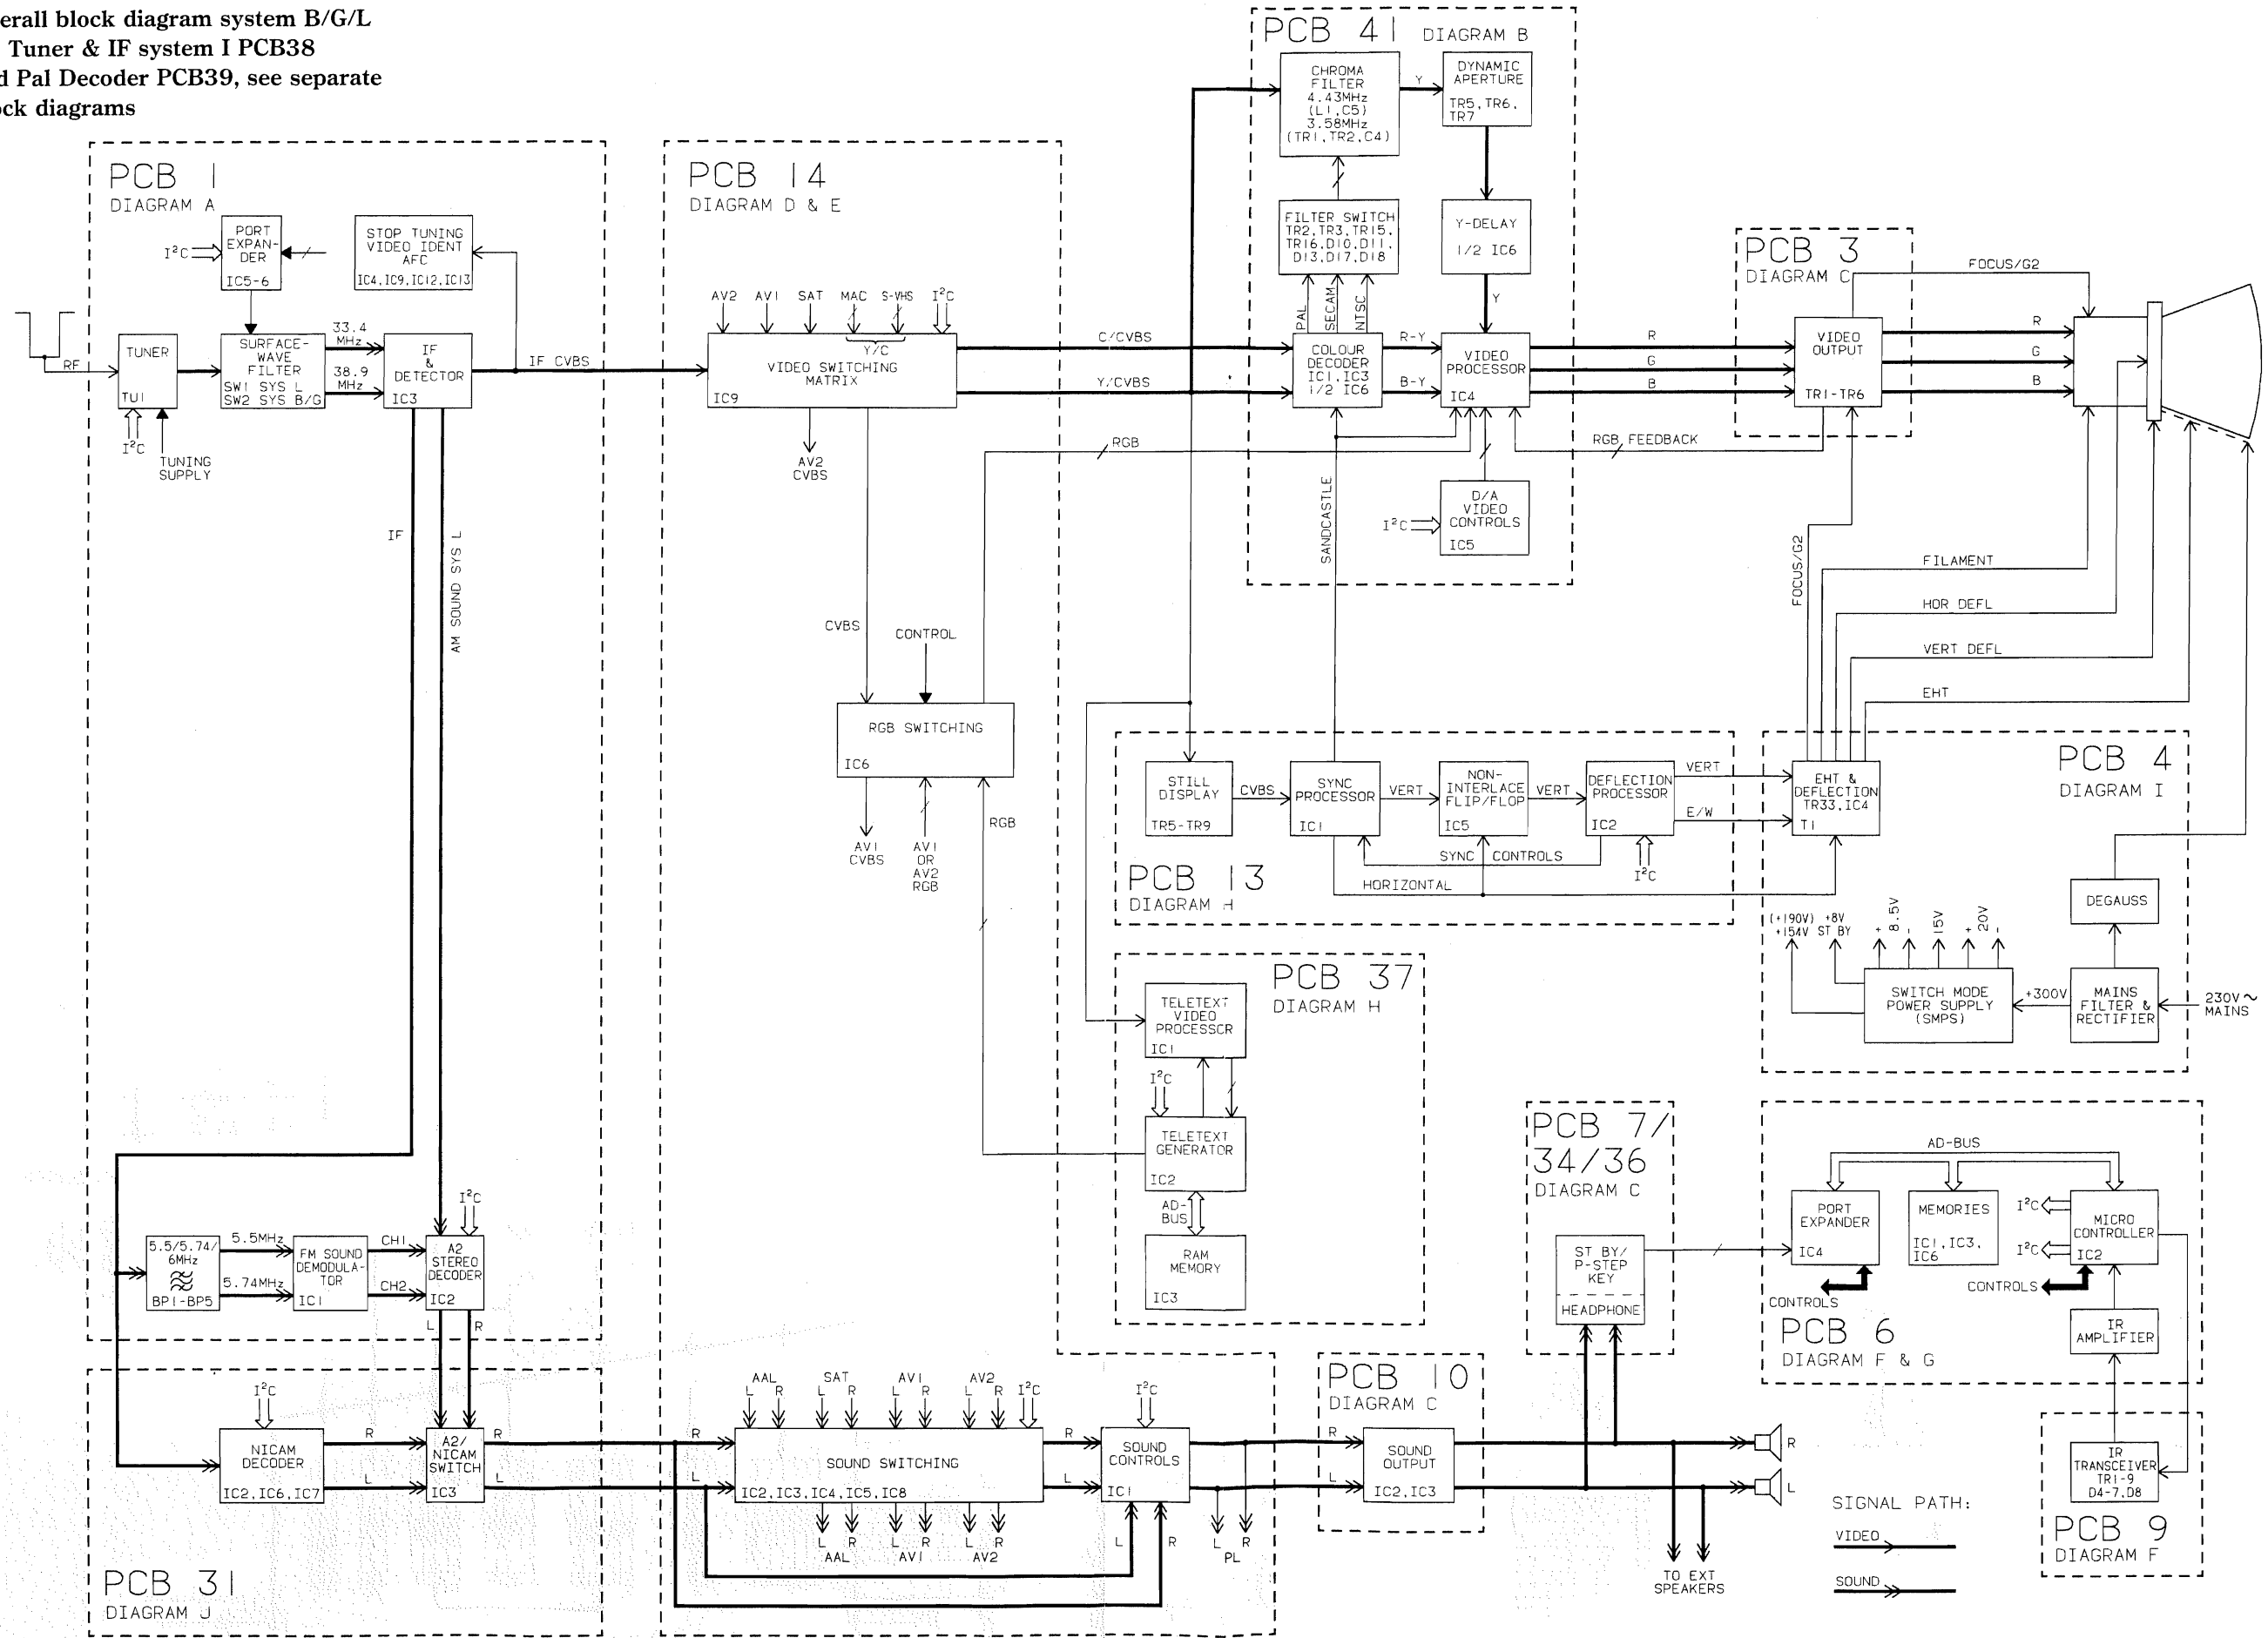 erall block diagram system B/G/L
Tuner & IF system I PCB38
d Pal Decoder PCB39, see separate
ck diagrams
PCB 1
DIAGRAM A
PORT
EXPAN-
DER
IC5-6
I²C
STOP TUNING
VIDEO IDENT
AFC
IC4,IC9,IC12,IC13
RF
TUNER
TU1
I²C
TUNING
SUPPLY
SURFACE-
WAVE
FILTER
SW1 SYS L
SW2 SYS B/G
33.4
MHz
38.9
MHz
IF
&
DETECTOR
IC3
IF CVBS
IF
AM SOUND SYS L
5.5/5.74/
6MHz
BP1-BP5
5.5MHz
5.74MHz
FM SOUND
DEMODULA-
TOR
IC1
CH1
CH2
I²C
A2
STEREO
DECODER
IC2
L
R
PCB 31
DIAGRAM J
I²C
NICAM
DECODER
IC2,IC6,IC7
R
L
A2/
NICAM
SWITCH
IC3
R
L
PCB 14
DIAGRAM D & E
AV2
AV1
SAT
MAC
S-VHS
I²C
Y/C
VIDEO SWITCHING
MATRIX
IC9
AV2
CVBS
C/CVBS
Y/CVBS
CVBS
CONTROL
RGB
RGB SWITCHING
IC6
AV1
CVBS
AV1
OR
AV2
RGB
RGB
AAL
L R
SAT
L R
AV1
L R
AV2
L R
I²C
R
L
SOUND SWITCHING
IC2,IC3,IC4,IC5,IC8
L R
AAL
L R
AV1
L R
AV2
R
L
I²C
SOUND
CONTROLS
IC1
L
R
L R
PL
PCB 41
DIAGRAM B
CHROMA
FILTER
4.43MHz
(L1,C5)
3.58MHz
(TR1,TR2,C4)
Y
DYNAMIC
APERTURE
TR5,TR6,
TR7
FILTER SWITCH
TR2,TR3,TR15,
TR16,D10,D11,
D13,D17,D18
Y-DELAY
1/2 IC6
PAL
SECAM
NTSC
Y
COLOUR
DECODER
IC1,IC3
1/2 IC6
R-Y
B-Y
VIDEO
PROCESSOR
IC4
R
G
B
SANDCASTLE
I²C
D/A
VIDEO
CONTROLS
IC5
RGB FEEDBACK
PCB 3
DIAGRAM C
VIDEO
OUTPUT
TR1-TR6
FOCUS/G2
R
G
B
FOCUS/G2
FILAMENT
HOR DEFL
VERT DEFL
EHT
STILL
DISPLAY
TR5-TR9
CVBS
SYNC
PROCESSOR
IC1
VERT
NON-
INTERLACE
FLIP/FLOP
IC5
VERT
DEFLECTION
PROCESSOR
IC2
VERT
E/W
SYNC CONTROLS
I²C
HORIZONTAL
PCB 13
DIAGRAM H
PCB 4
DIAGRAM I
EHT &
DEFLECTION
TR33,IC4
T1
DEGAUSS
(+190V)
+154V
+8V
ST BY
+ 8.5V -
15V
+ 20V -
SWITCH MODE
POWER SUPPLY
(SMPS)
+300V
MAINS
FILTER &
RECTIFIER
230V~
MAINS
PCB 37
DIAGRAM H
TELETEXT
VIDEO
PROCESSOR
IC1
I²C
TELETEXT
GENERATOR
IC2
AD-
BUS
RAM
MEMORY
IC3
PCB 7/
34/36
DIAGRAM C
ST BY/
P-STEP
KEY
HEADPHONE
AD-BUS
PORT
EXPANDER
IC4
MEMORIES
IC1,IC3,
IC6
I²C
I²C
MICRO
CONTROLLER
IC2
CONTROLS
CONTROLS
IR
AMPLIFIER
PCB 6
DIAGRAM F & G
PCB 10
DIAGRAM C
R
L
SOUND
OUTPUT
IC2,IC3
R
L
TO EXT
SPEAKERS
IR
TRANSCEIVER
TR1-9
D4-7,D8
PCB 9
DIAGRAM F
SIGNAL PATH:
VIDEO
SOUND